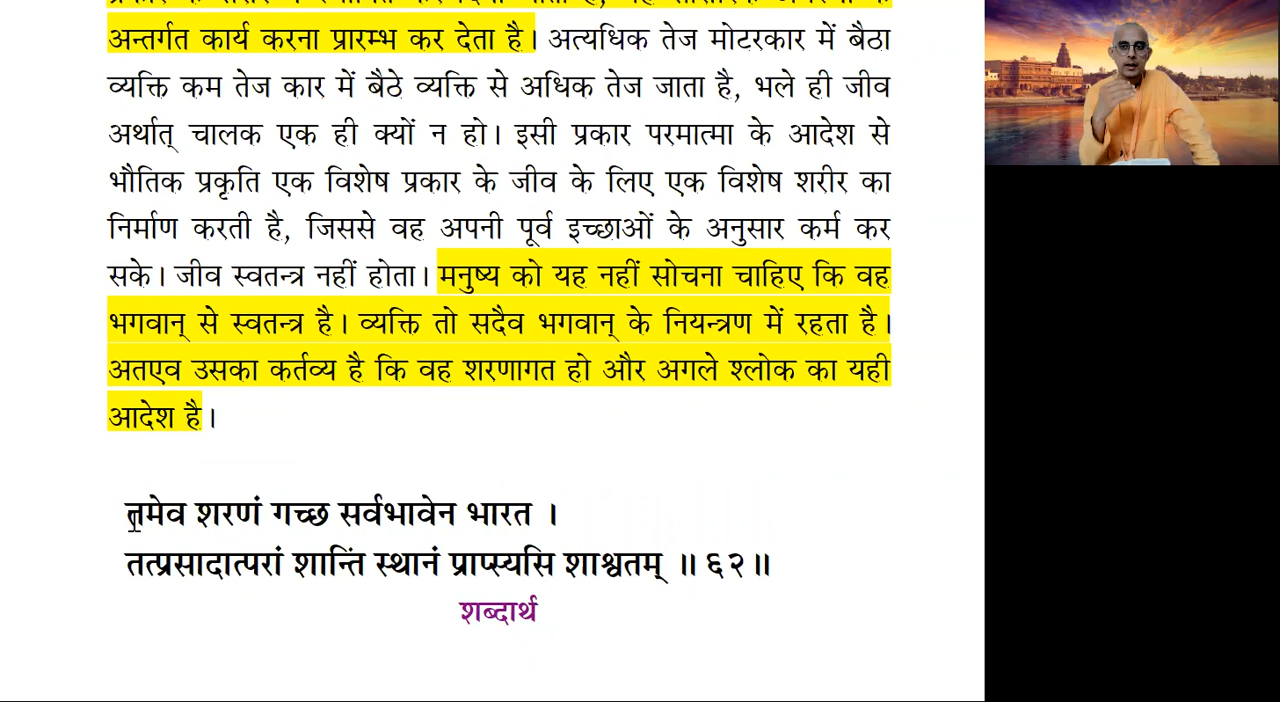 अन्तर्गत कार्य करना प्रारम्भ कर देता है। अत्यधिक तेज मोटरकार में बैठा
व्यक्ति कम तेज कार में बैठे व्यक्ति से अधिक तेज जाता है, भले ही जीव
अर्थात् चालक एक ही क्यों न हो। इसी प्रकार परमात्मा के आदेश से
भौतिक प्रकृति एक विशेष प्रकार के जीव के लिए एक विशेष शरीर का
निर्माण करती है, जिससे वह अपनी पूर्व इच्छाओं के अनुसार कर्म कर
सके। जीव स्वतन्त्र नहीं होता। मनुष्य को यह नहीं सोचना चाहिए कि वह
भगवान् से स्वतन्त्र है। व्यक्ति तो सदैव भगवान् के नियन्त्रण में रहता है।
अतएव उसका कर्तव्य है कि वह शरणागत हो और अगले श्लोक का यही
आदेश है।
तमेव शरणं गच्छ सर्वभावेन भारत ।
तत्प्रसादात्परां शान्तिं स्थानं प्राप्स्यसि शाश्वतम् ॥ ६२॥
शब्दार्थ